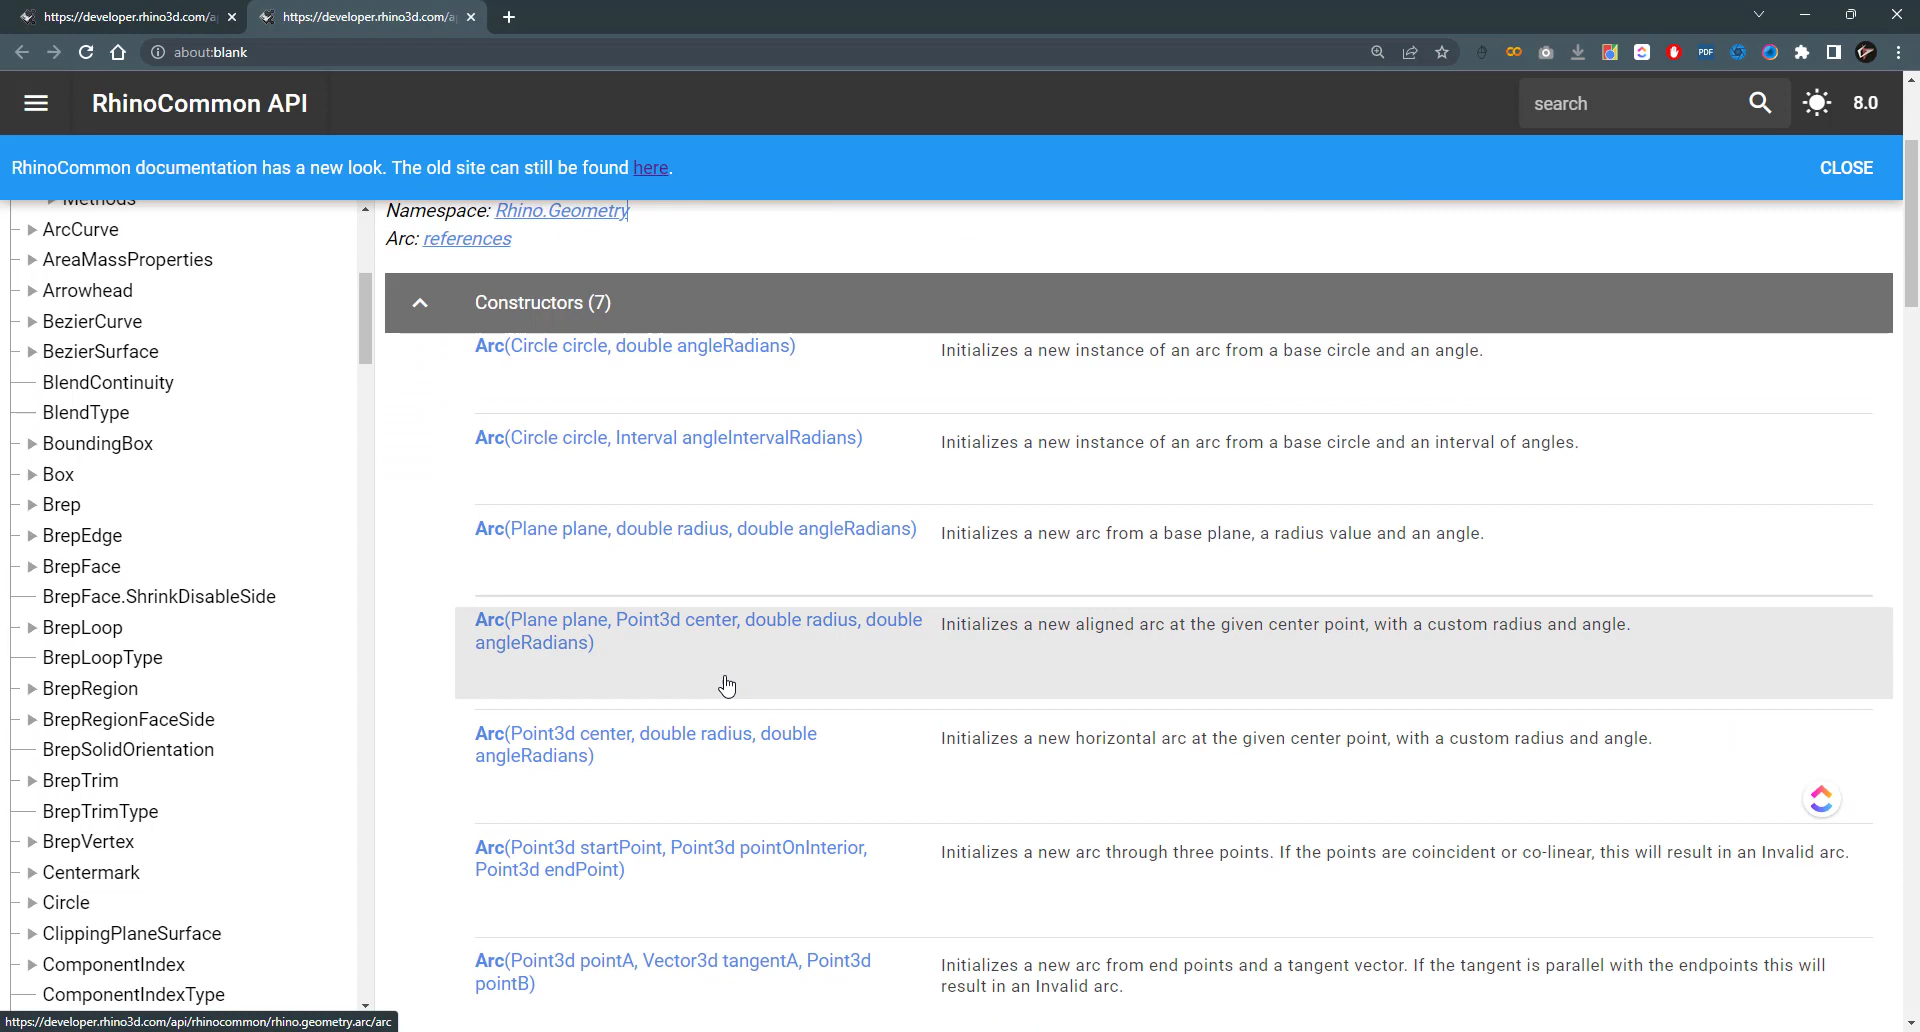 https://developer.rhino3d.com/a
https://developer.rhino3d.com/a
about:blank
PDF
RhinoCommon API
search
8.0
RhinoCommon documentation has a new look. The old site can still be found here.
CLOSE
Methods
ArcCurve
AreaMassProperties
Arrowhead
BezierCurve
BezierSurface
BlendContinuity
BlendType
BoundingBox
Box
Brep
BrepEdge
BrepFace
BrepFace.ShrinkDisableSide
BrepLoop
BrepLoopType
BrepRegion
BrepRegionFaceSide
BrepSolidOrientation
BrepTrim
BrepTrimType
BrepVertex
Centermark
Circle
ClippingPlaneSurface
ComponentIndex
ComponentIndexType
Namespace: Rhino.Geometry
Arc: references
Constructors (7)
Arc(Circle circle, double angleRadians)
Initializes a new instance of an arc from a base circle and an angle.
Arc(Circle circle, Interval angleIntervalRadians)
Initializes a new instance of an arc from a base circle and an interval of angles.
Arc(Plane plane, double radius, double angleRadians)
Initializes a new arc from a base plane, a radius value and an angle.
Arc(Plane plane, Point3d center, double radius, double
angleRadians)
Initializes a new aligned arc at the given center point, with a custom radius and angle.
Arc(Point3d center, double radius, double
angleRadians)
Initializes a new horizontal arc at the given center point, with a custom radius and angle.
Arc(Point3d startPoint, Point3d pointOnInterior,
Point3d endPoint)
Initializes a new arc through three points. If the points are coincident or co-linear, this will result in an Invalid arc.
Arc(Point3d pointA, Vector3d tangentA, Point3d
pointB)
Initializes a new arc from end points and a tangent vector. If the tangent is parallel with the endpoints this will
result in an Invalid arc.
https://developer.rhino3d.com/api/rhinocommon/rhino.geometry.arc/arc